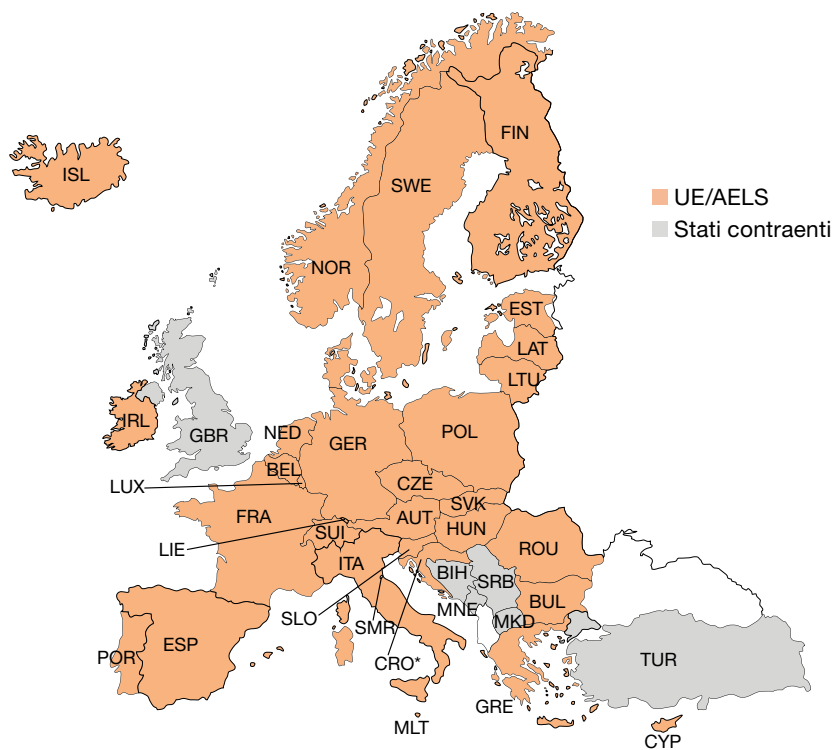 FIN
ISL
SWE
UE/AELS
Stati contraenti
NOR
EST
LAT
LTU
IRL
GBR
NED
GER
POL
BEL
LUX
CZE
SVK
FRA
AUT
HUN
SUI
LIE
ROU
ITA
BIH
SRB
BUL
MNE
SLO
SMR
MKD
POR
ESP
CRO*
TUR
GRE
MLT
CYP